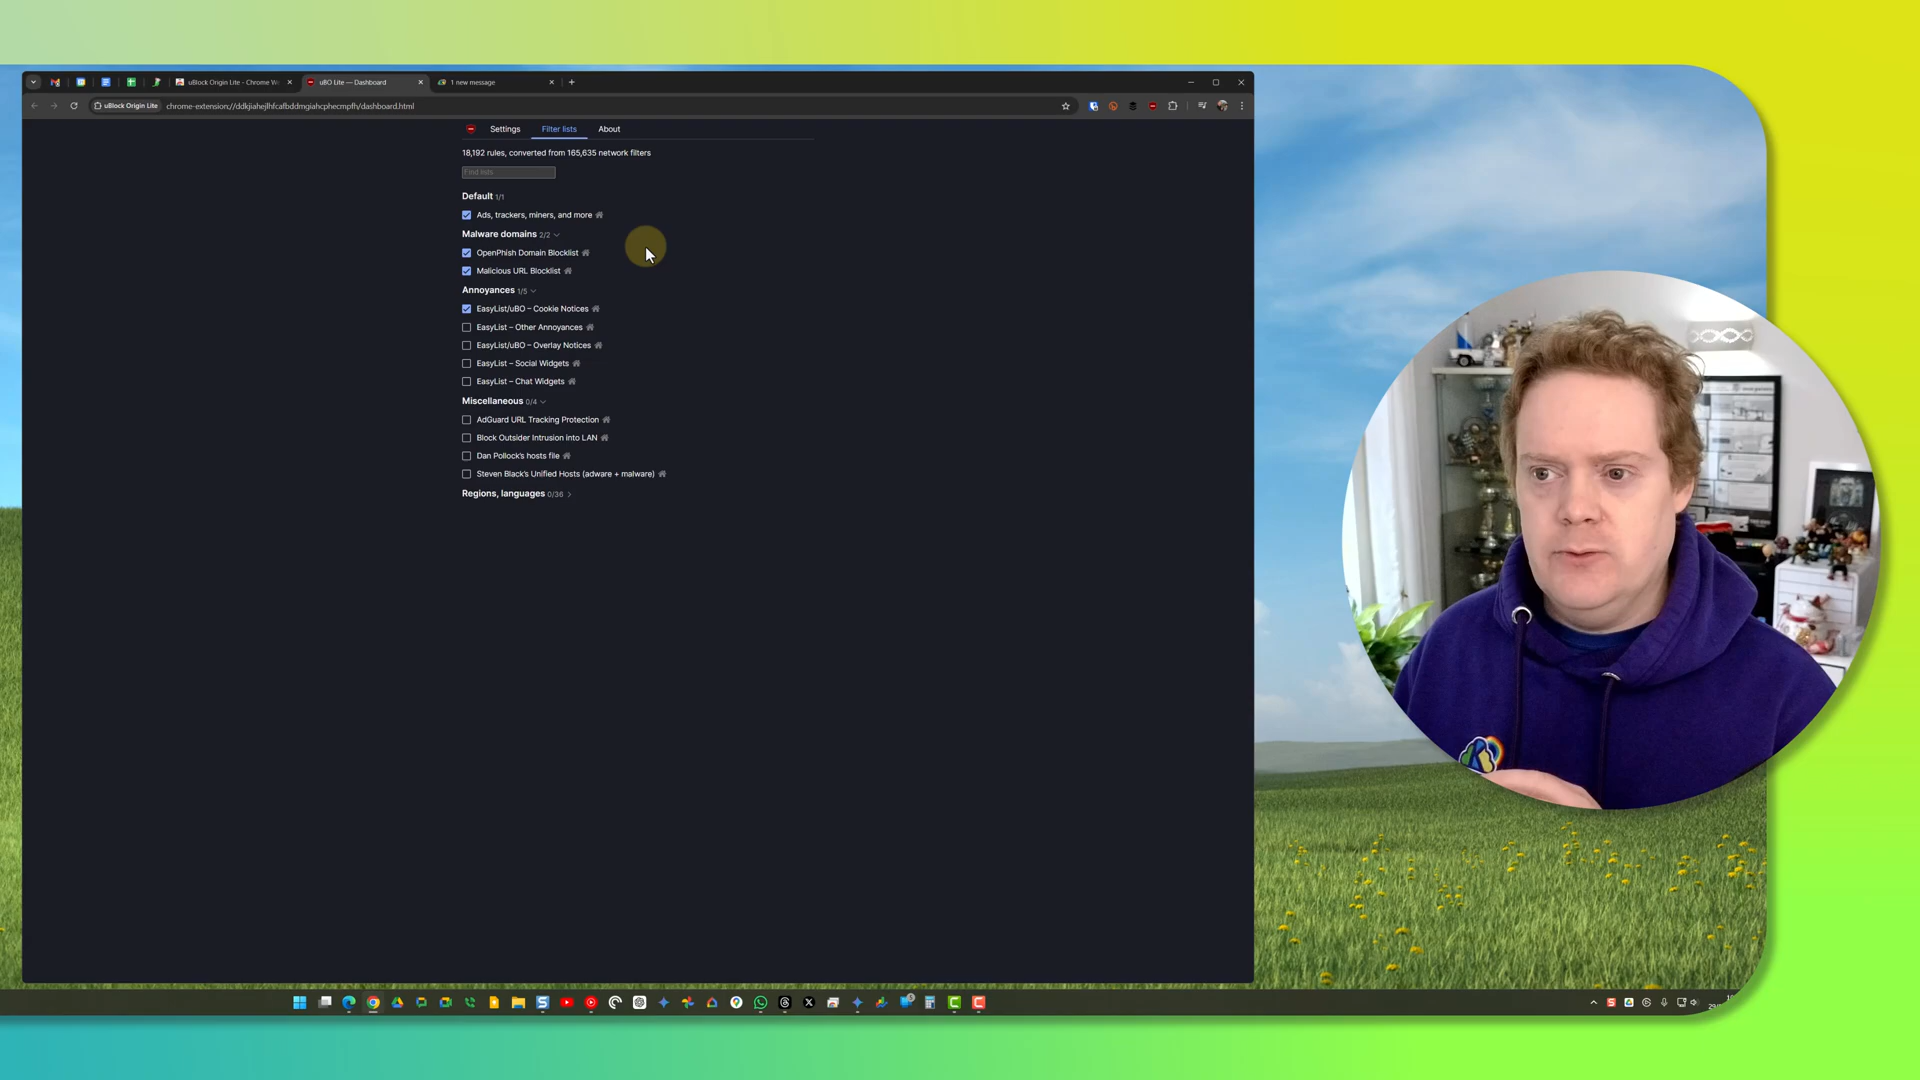 uBlock Origin Lite - Chrome W
uBO Lite — Dashboard
1 new message
uBlock Origin Lite
chrome-extension://ddkjiahejlhfcafbddmgiahcphecmpfh/dashboard.html
Settings
Filter lists
About
18,192 rules, converted from 165,635 network filters
Find lists
Default 1/1
Ads, trackers, miners, and more
Malware domains 2/2
OpenPhish Domain Blocklist
Malicious URL Blocklist
Annoyances 1/5
EasyList/uBO – Cookie Notices
EasyList – Other Annoyances
EasyList/uBO – Overlay Notices
EasyList – Social Widgets
EasyList – Chat Widgets
Miscellaneous 0/4
AdGuard URL Tracking Protection
Block Outsider Intrusion into LAN
Dan Pollock's hosts file
Steven Black's Unified Hosts (adware + malware)
Regions, languages 0/36